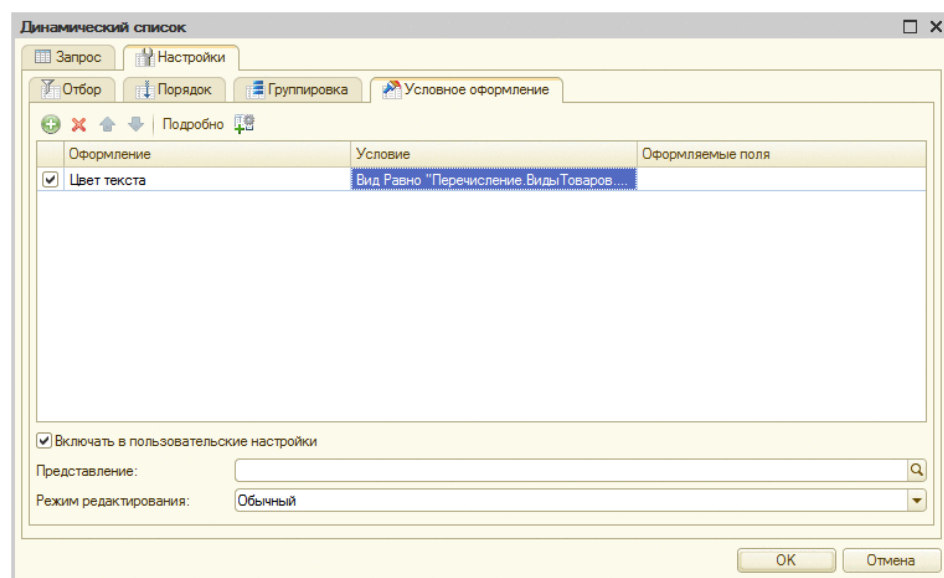 Динамический список
Запрос Настройки
Отбор Порядок Группировка Условное оформление
Подробно
Оформление Условие Оформляемые поля
Цвет текста Вид Равно "Перечисление.ВидыТоваров....
Включать в пользовательские настройки
Представление:
Режим редактирования: Обычный
OK Отмена